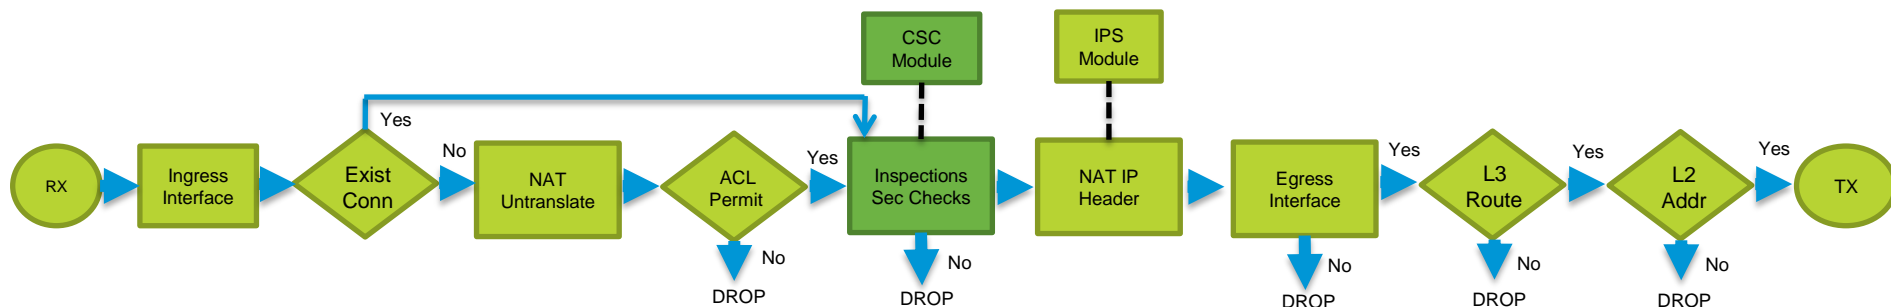 CSC
Module
IPS
Module
Yes
No
Yes
Yes
Yes
Yes
RX
Ingress
Interface
Exist
Conn
NAT
Untranslate
ACL
Permit
Inspections
Sec Checks
NAT IP
Header
Egress
Interface
L3
Route
L2
Addr
TX
No
No
No
No
No
DROP
DROP
DROP
DROP
DROP